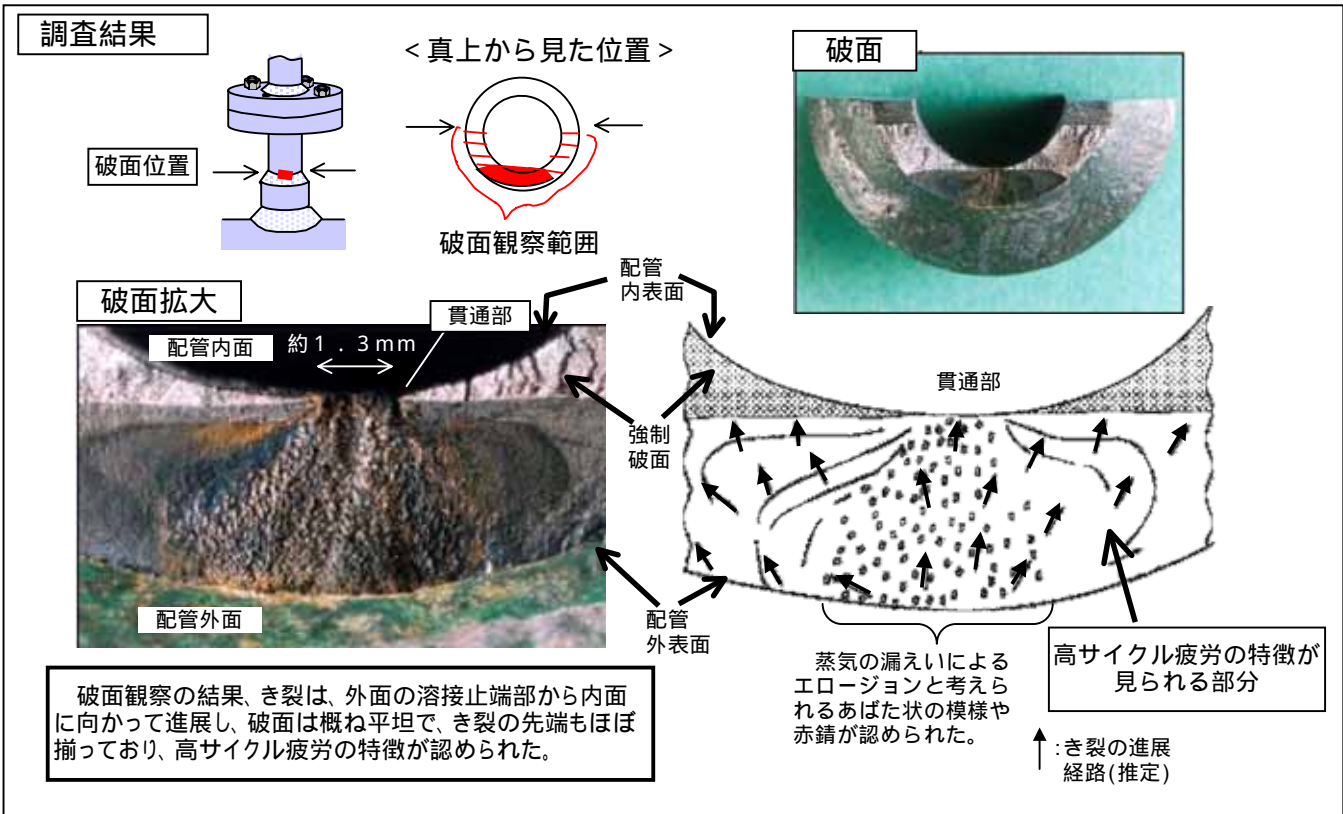 調査結果
<真上から見た位置>
破面
破面位置
破面観察範囲
配管
内表面
破面拡大
貫通部
配管内面
約1.3mm
貫通部
強制
破面
配管外面
配管
外表面
高サイクル疲労の特徴が
見られる部分
蒸気の漏えいによる
エロージョンと考えら
れるあばた状の模様や
赤錆が認められた。
破面観察の結果、き裂は、外面の溶接止端部から内面
に向かって進展し、破面は概ね平坦で、き裂の先端もほぼ
揃っており、高サイクル疲労の特徴が認められた。
:き裂の進展
経路(推定)